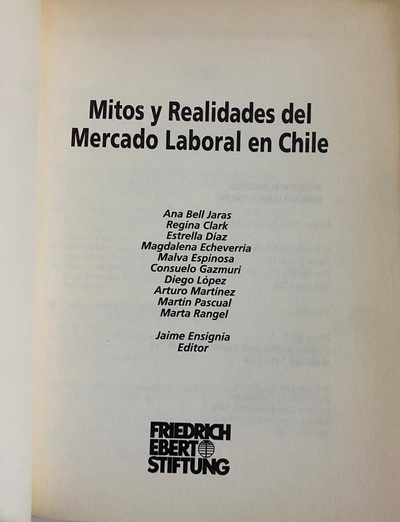 Mitos y Realidades del
Mercado Laboral en Chile
Ana Bell Jaras
Regina Clark
Estrella Díaz
Magdalena Echeverría
Malva Espinosa
Consuelo Gazmuri
Diego López
Arturo Martínez
Martín Pascual
Marta Rangel
Jaime Ensignia
Editor
FRIEDRICH
EBERT
STIFTUNG